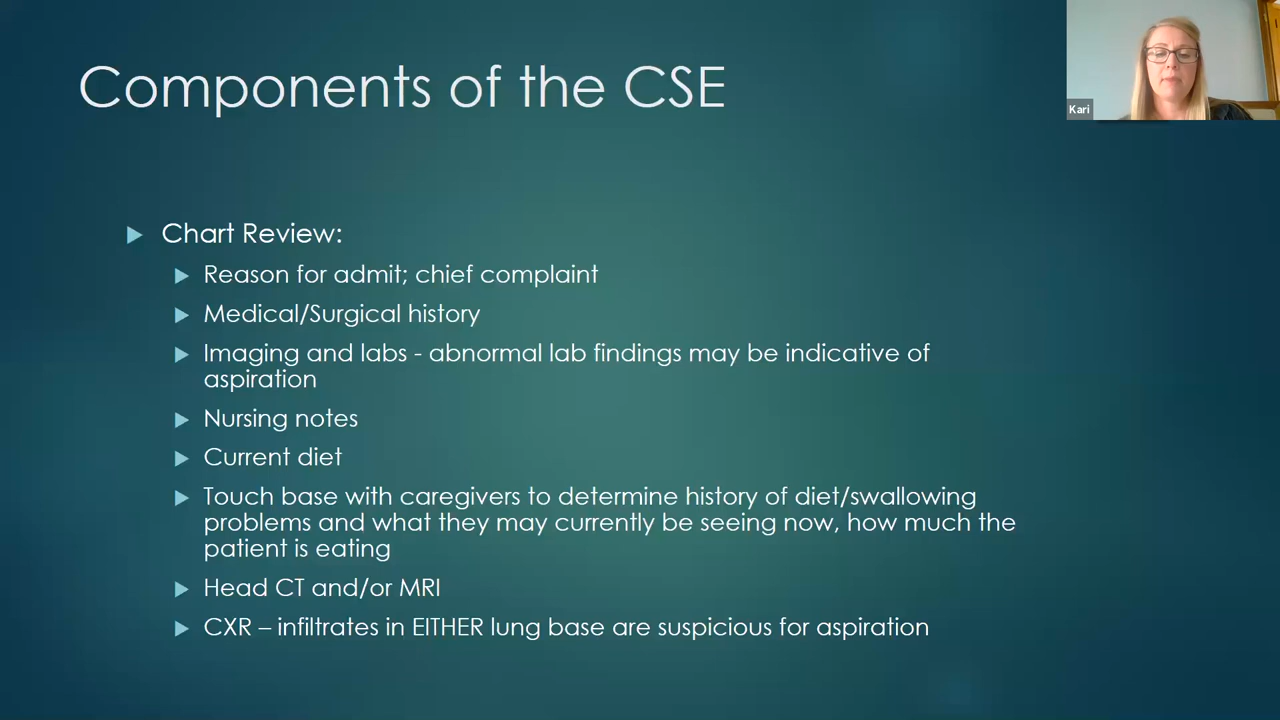 Components of the CSE
Kari
Chart Review:
Reason for admit; chief complaint
Medical/Surgical history
Imaging and labs - abnormal lab findings may be indicative of
aspiration
Nursing notes
Current diet
Touch base with caregivers to determine history of diet/swallowing
problems and what they may currently be seeing now, how much the
patient is eating
Head CT and/or MRI
CXR – infiltrates in EITHER lung base are suspicious for aspiration